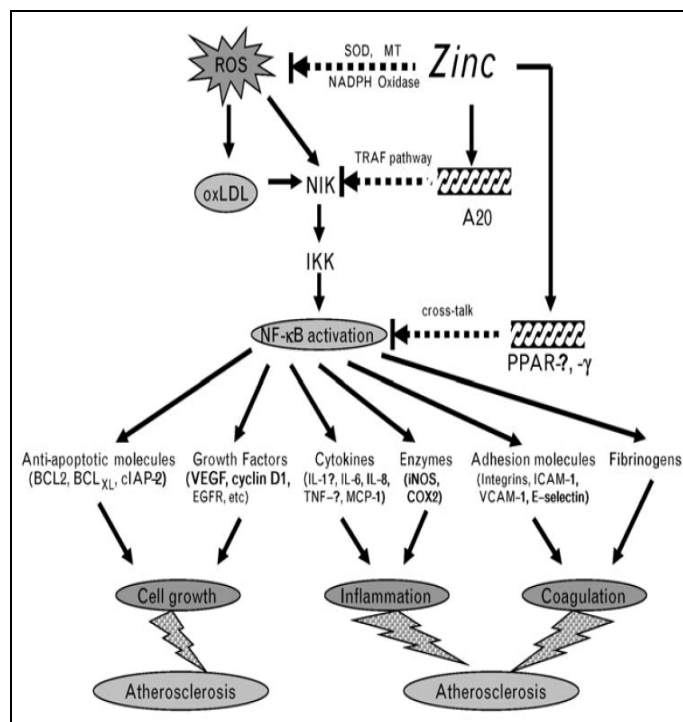 SOD, MT
Zinc
ROS
NADPH Oxidase
TRAF pathway
oxLDL
NIK
A20
IKK
cross-talk
NF-κB activation
PPAR-?, -γ
Anti-apoptotic molecules
(BCL2, BCLXL, cIAP-2)
Growth Factors
(VEGF, cyclin D1,
EGFR, etc)
Cytokines
(IL-1?, IL-6, IL-8,
TNF-?, MCP-1)
Enzymes
(iNOS,
COX2)
Adhesion molecules
(Integrins, ICAM-1,
VCAM-1, E-selectin)
Fibrinogens
Cell growth
Inflammation
Coagulation
Atherosclerosis
Atherosclerosis